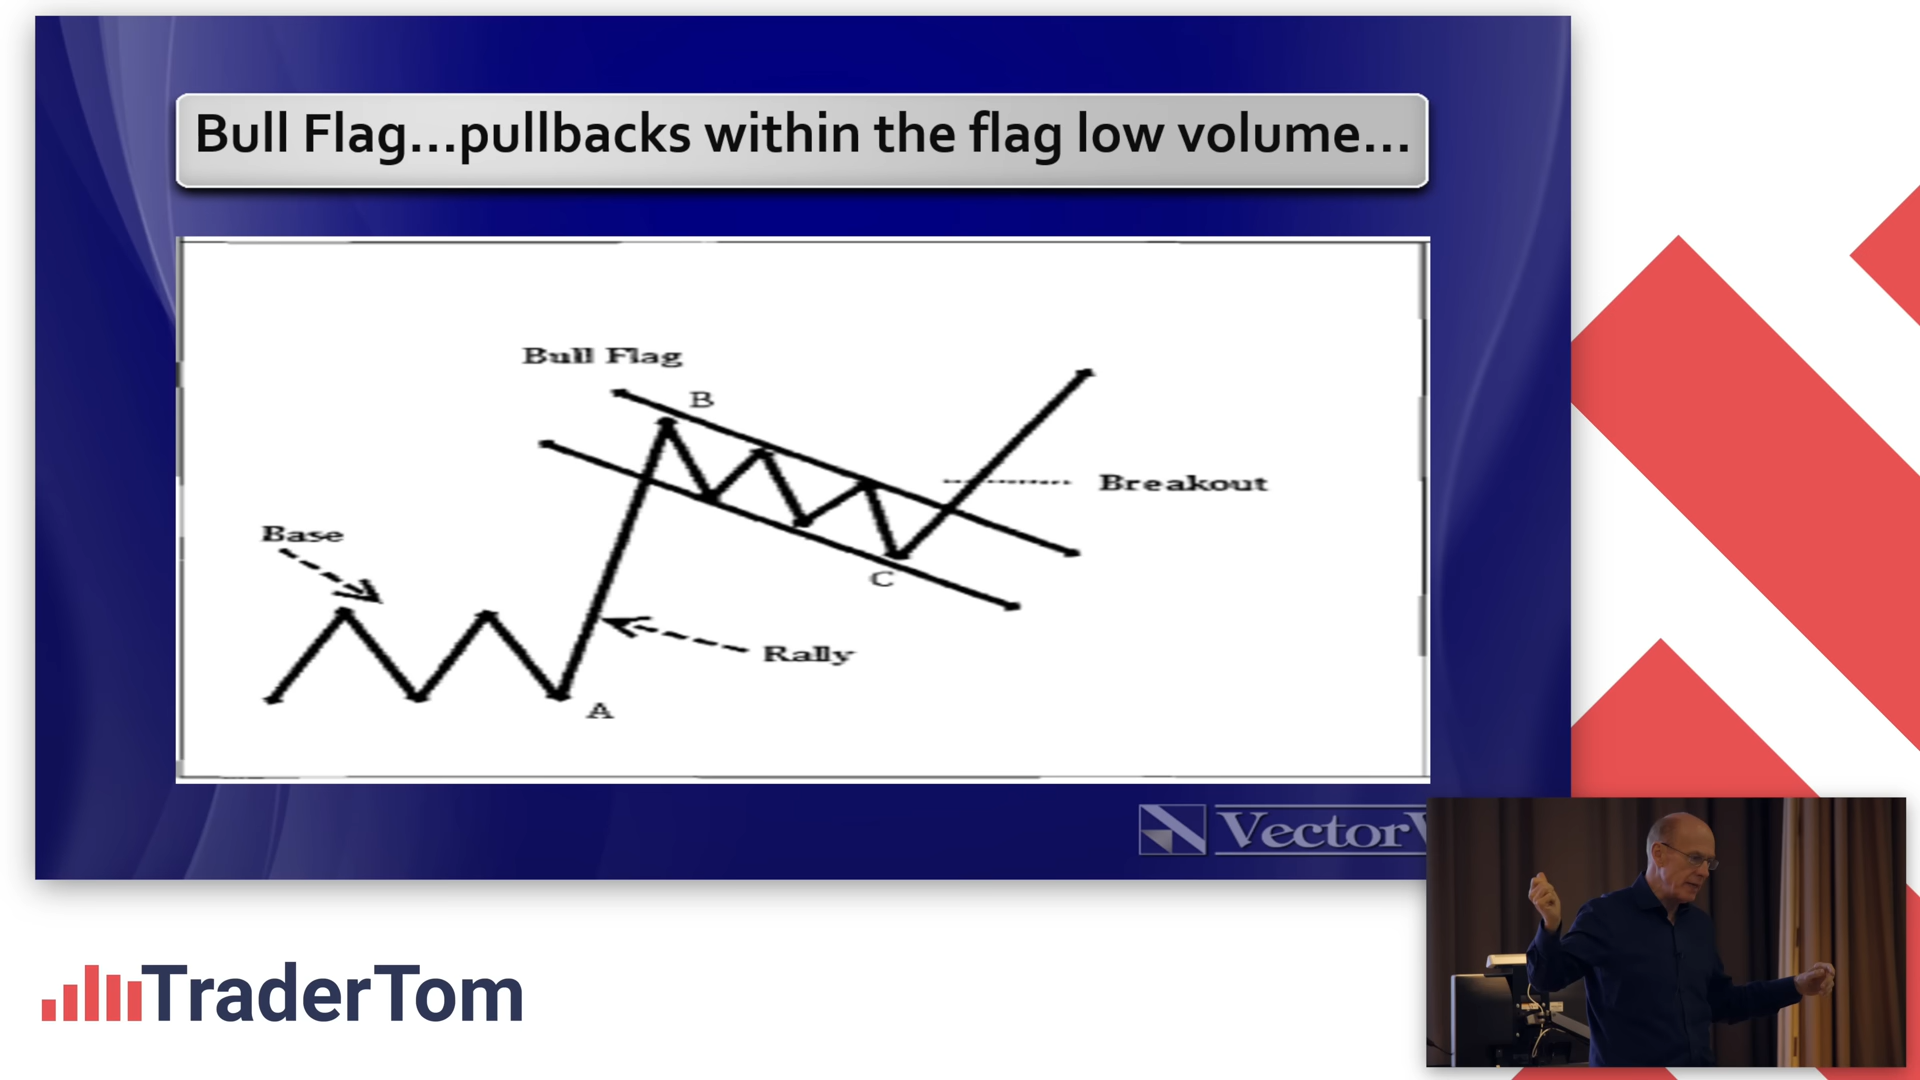 Bull Flag...pullbacks within the flag low volume...
Bull Flag
B
Breakout
Base
C
Rally
A
TraderTom